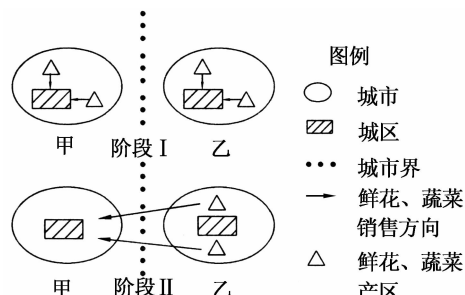 甲 阶段Ⅰ 乙
甲 阶段Ⅱ 乙
图例
城市
城区
城市界
鲜花、蔬菜
销售方向
鲜花、蔬菜
产区